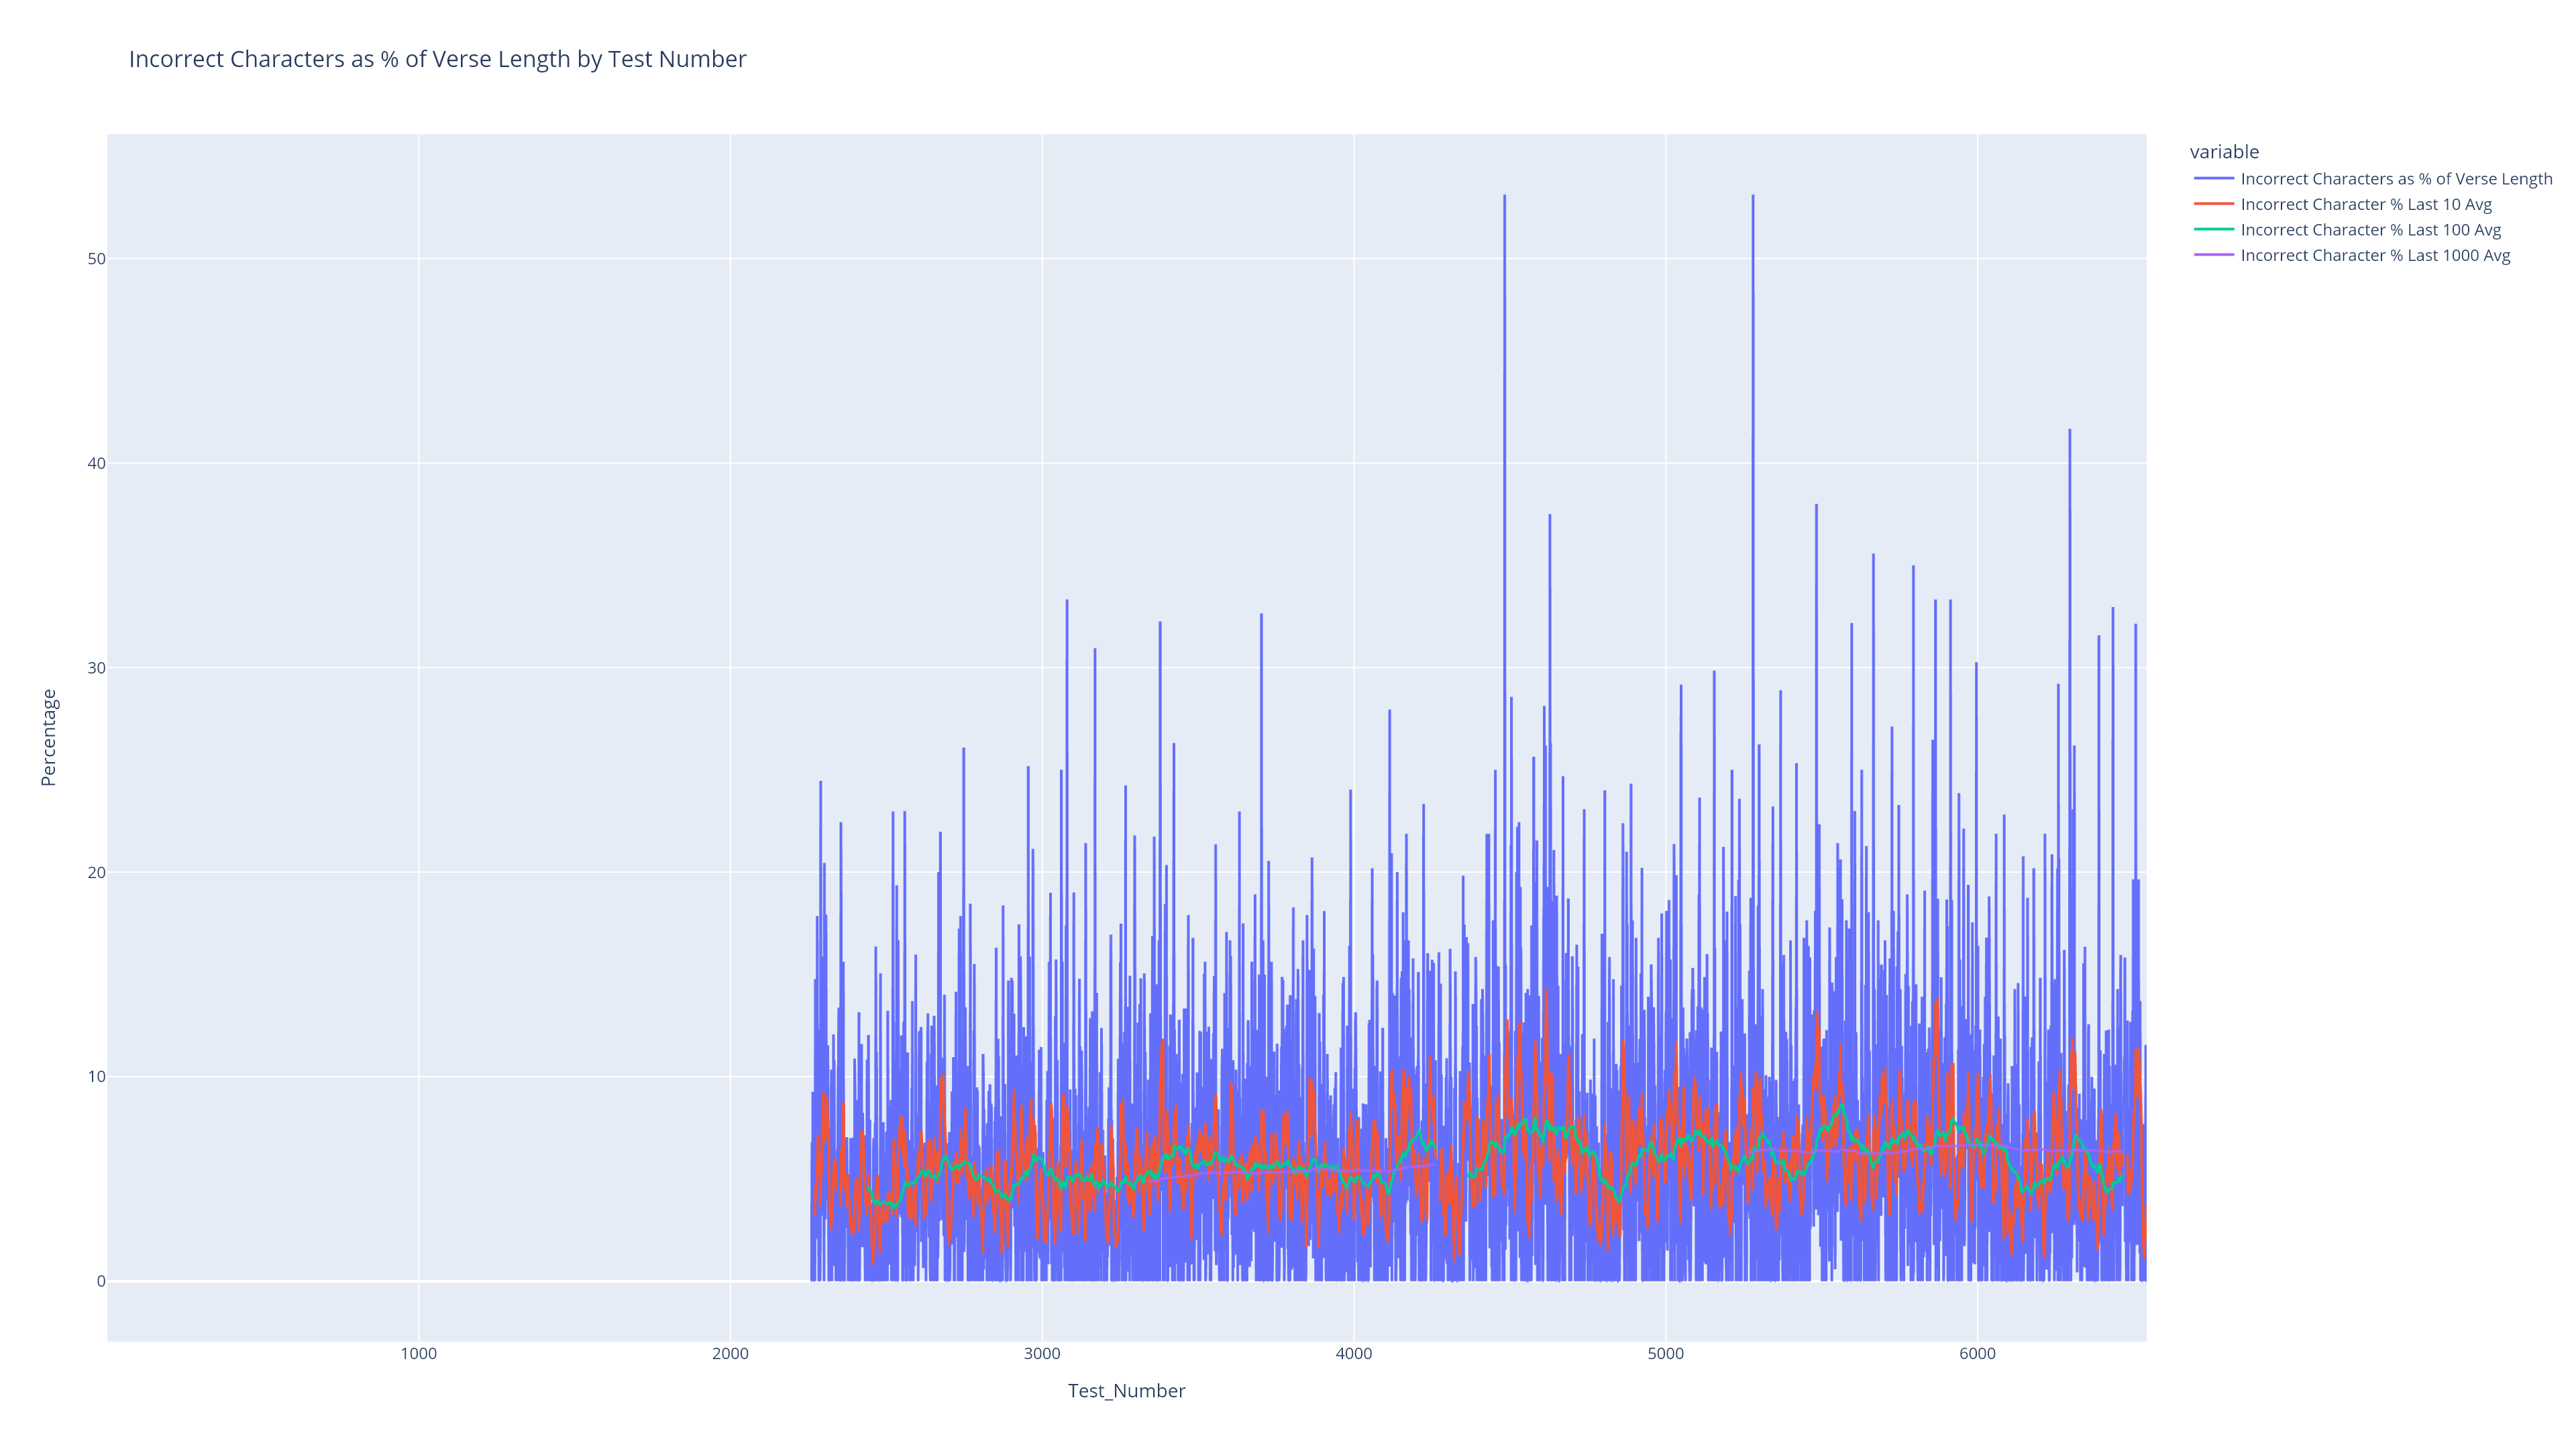 Incorrect Characters as % of Verse Length by Test Number
variable
Incorrect Characters as % of Verse Length
Incorrect Character % Last 10 Avg
Incorrect Character % Last 100 Avg
Incorrect Character % Last 1000 Avg
50
40
30
20
10
0
Percentage
1000 2000 3000 4000 5000 6000
Test_Number